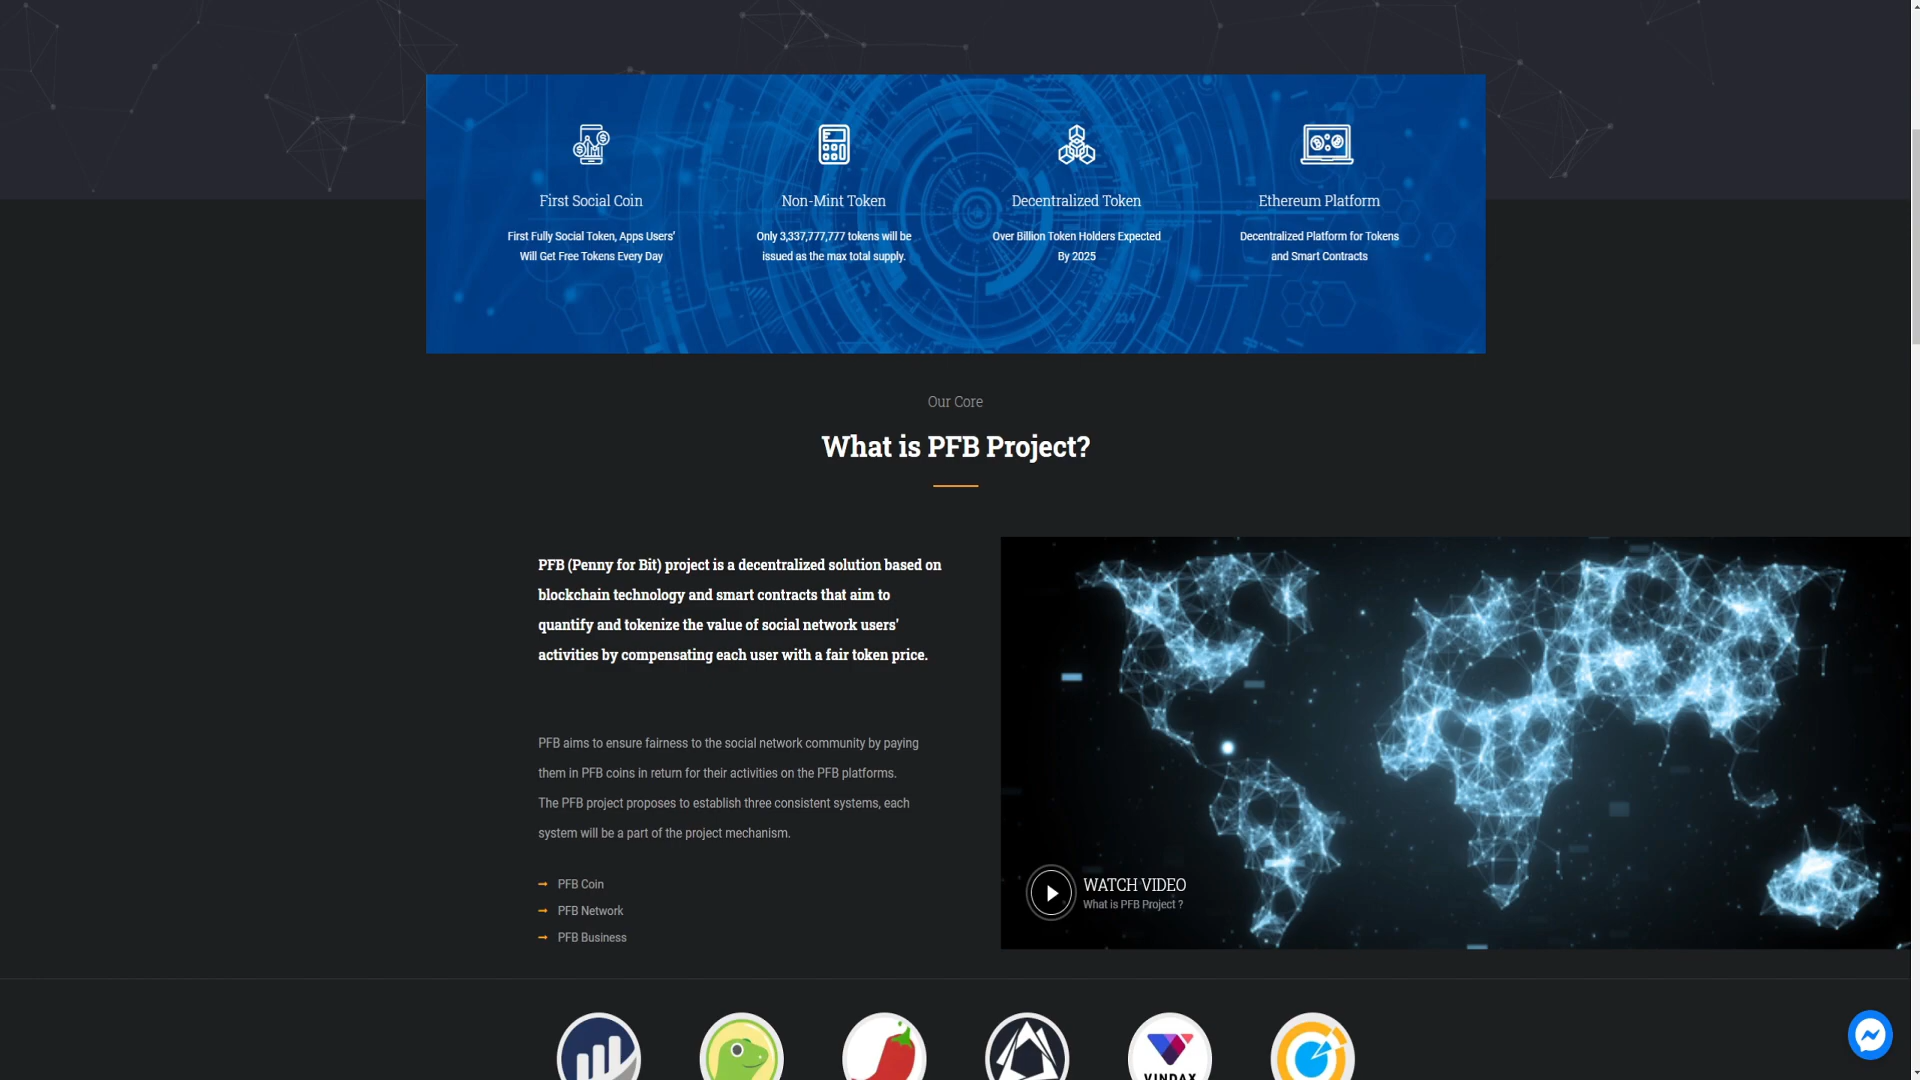 First Social Coin
First Fully Social Token, Apps Users'
Will Get Free Tokens Every Day
Non-Mint Token
Only 3,337,777,777 tokens will be
issued as the max total supply.
Decentralized Token
Over Billion Token Holders Expected
By 2025
Ethereum Platform
Decentralized Platform for Tokens
and Smart Contracts
Our Core
What is PFB Project?
PFB (Penny for Bit) project is a decentralized solution based on
blockchain technology and smart contracts that aim to
quantify and tokenize the value of social network users'
activities by compensating each user with a fair token price.
PFB aims to ensure fairness to the social network community by paying
them in PFB coins in return for their activities on the PFB platforms.
The PFB project proposes to establish three consistent systems, each
system will be a part of the project mechanism.
PFB Coin
PFB Network
PFB Business
WATCH VIDEO
What is PFB Project ?
VINDAX